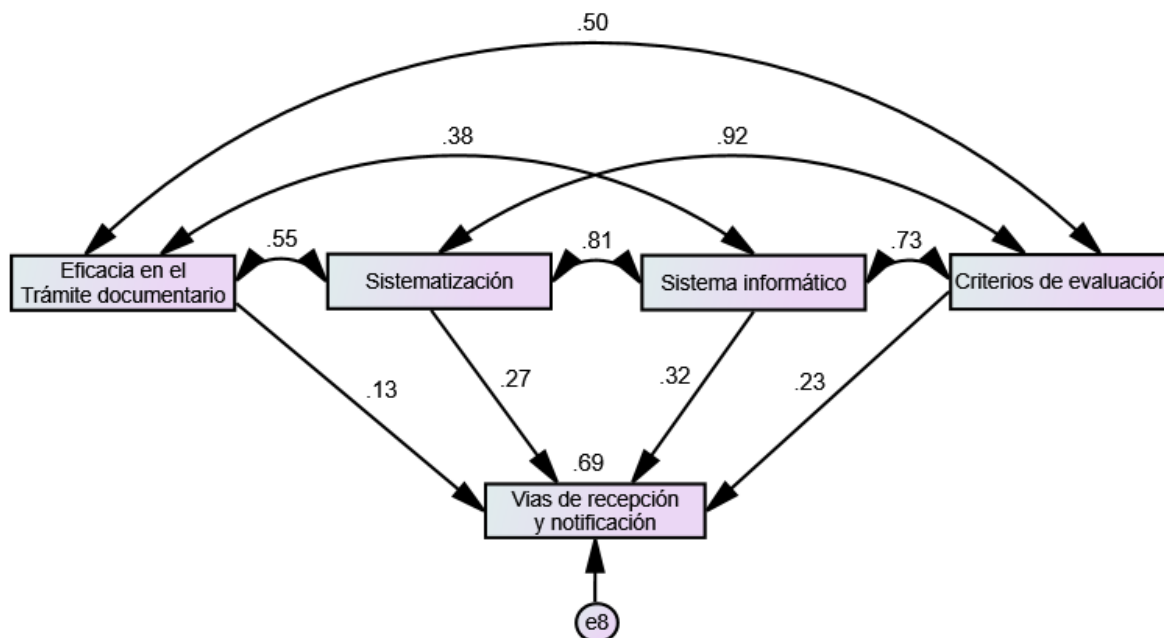 .50
.38
.92
.55
.81
.73
Eficacia en el
Trámite documentario
Sistematización
Sistema informático
Criterios de evaluación
.13
.27
.32
.23
.69
Vias de recepción
y notificación
e8